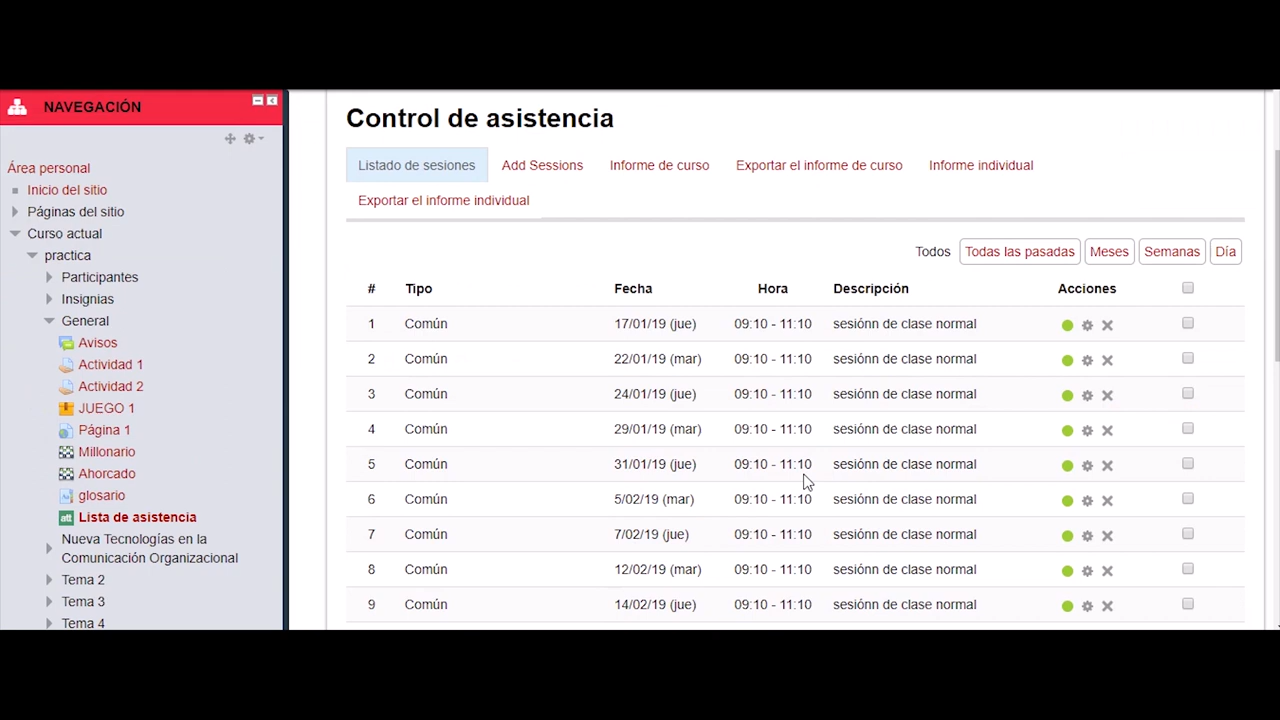 NAVEGACIÓN
Área personal
Inicio del sitio
Páginas del sitio
Curso actual
practica
Participantes
Insignias
General
Avisos
Actividad 1
Actividad 2
JUEGO 1
Página 1
Millonario
Ahorcado
glosario
att Lista de asistencia
Nueva Tecnologías en la
Comunicación Organizacional
Tema 2
Tema 3
Tema 4
Control de asistencia
Listado de sesiones Add Sessions Informe de curso Exportar el informe de curso Informe individual
Exportar el informe individual
Todos Todas las pasadas Meses Semanas Día
# Tipo Fecha Hora Descripción Acciones
1 Común 17/01/19 (jue) 09:10 - 11:10 sesiónn de clase normal
2 Común 22/01/19 (mar) 09:10 - 11:10 sesiónn de clase normal
3 Común 24/01/19 (jue) 09:10 - 11:10 sesiónn de clase normal
4 Común 29/01/19 (mar) 09:10 - 11:10 sesiónn de clase normal
5 Común 31/01/19 (jue) 09:10 - 11:10 sesiónn de clase normal
6 Común 5/02/19 (mar) 09:10 - 11:10 sesiónn de clase normal
7 Común 7/02/19 (jue) 09:10 - 11:10 sesiónn de clase normal
8 Común 12/02/19 (mar) 09:10 - 11:10 sesiónn de clase normal
9 Común 14/02/19 (jue) 09:10 - 11:10 sesiónn de clase normal